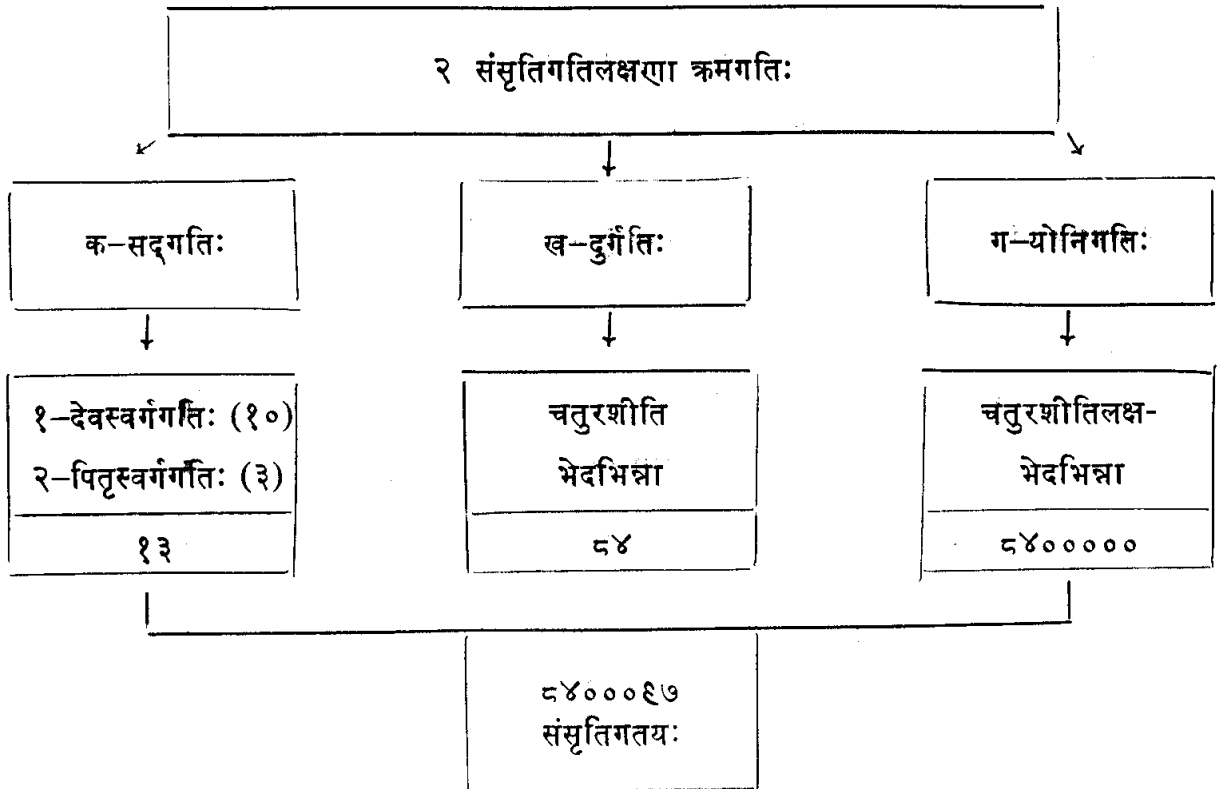 २ संसृतिगतिलक्षणा क्रमगतिः
क-सद्गतिः
ख-दुर्गतिः
ग-योनिगतिः
१-देवस्वर्गगतिः (१०)
२-पितृस्वर्गगतिः (३)
१३
चतुरशीति
भेदभिन्ना
८४
चतुरशीतिलक्ष-
भेदभिन्ना
८४०००००
८४०००९७
संसृतिगतयः